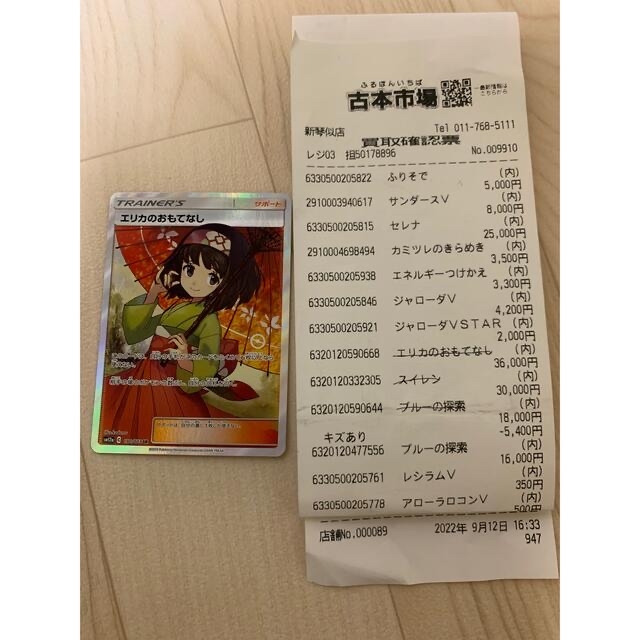 TRAINER'S サポート
エリカのおもてなし
ふるほんいちば
古本市場
最新情報は
こちらから
新琴似店
Tel 011-768-5111
買取確認票
レジ03 担50178896 No.009910
6330500205822 ふりそで (内)
5,000円
2910003940617 サンダースV (内)
8,000円
6330500205815 セレナ (内)
25,000円
2910004698494 カミツレのきらめき (内)
3,500円
6330500205938 エネルギーつけかえ (内)
3,300円
6330500205846 ジャローダV (内)
4,200円
6330500205921 ジャローダVSTAR (内)
2,000円
6320120590668 エリカのおもてなし (内)
36,000円
6320120332305 スイレン (内)
30,000円
6320120590644 ブルーの探索 (内)
18,000円
キズあり -5,400円
6320120477556 ブルーの探索 (内)
16,000円
6330500205761 レシラムV (内)
350円
6330500205778 アローラロコンV (内)
500円
店舗No.000089 2022年 9月12日 16:33
947